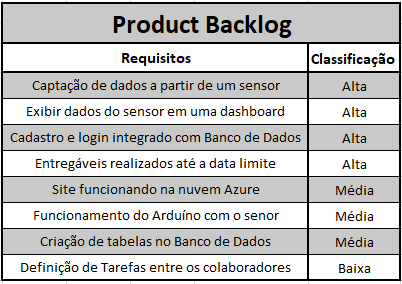 Product Backlog
Requisitos Classificação
Captação de dados a partir de um sensor Alta
Exibir dados do sensor em uma dashboard Alta
Cadastro e login integrado com Banco de Dados Alta
Entregáveis realizados até a data limite Alta
Site funcionando na nuvem Azure Média
Funcionamento do Arduíno com o senor Média
Criação de tabelas no Banco de Dados Média
Definição de Tarefas entre os colaboradores Baixa